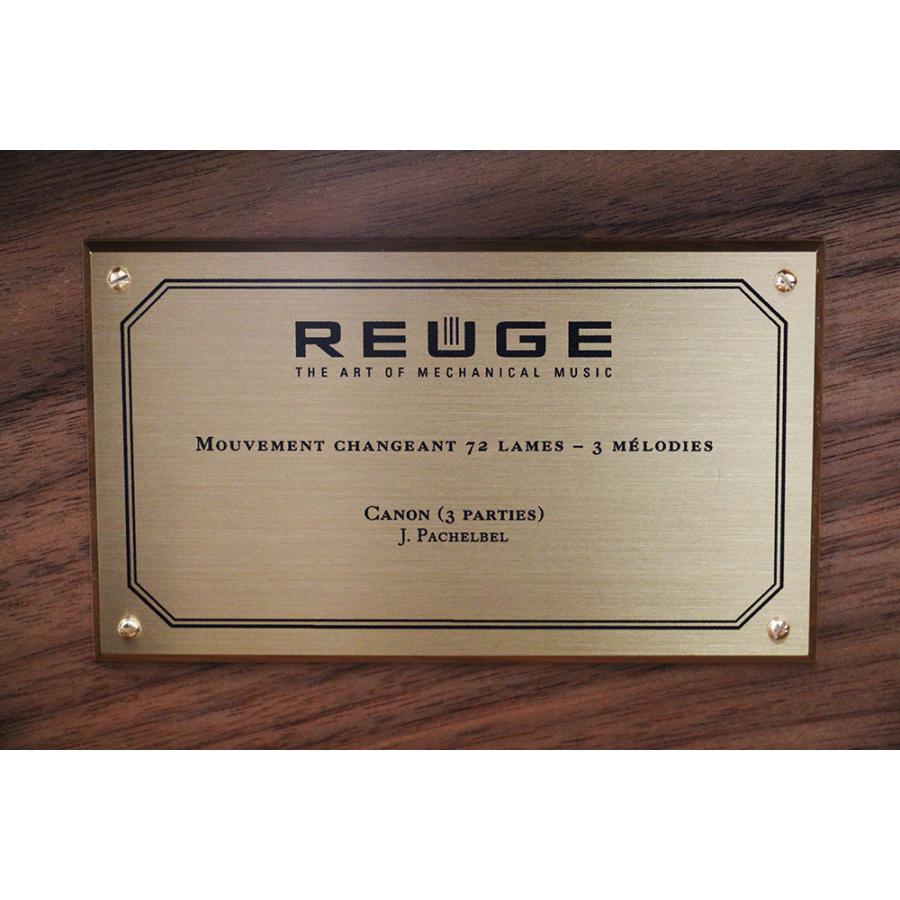 REUGE
THE ART OF MECHANICAL MUSIC
MOUVEMENT CHANGEANT 72 LAMES – 3 MÉLODIES
CANON (3 PARTIES)
J. PACHELBEL